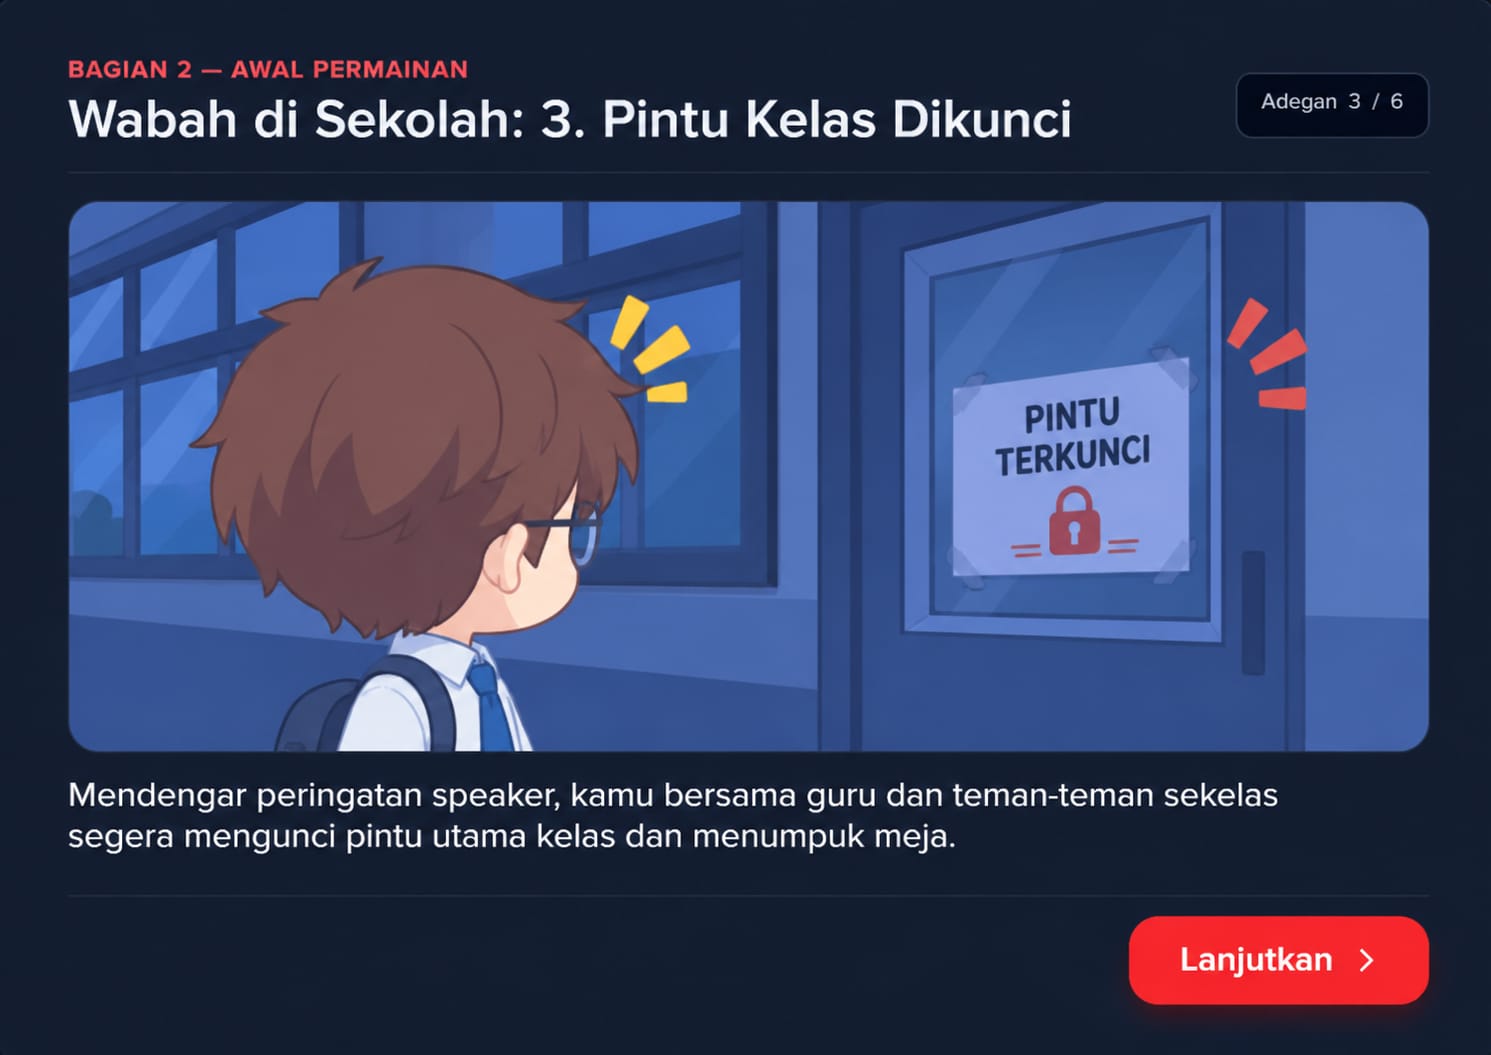 BAGIAN 2 — AWAL PERMAINAN
Wabah di Sekolah: 3. Pintu Kelas Dikunci
Adegan 3 / 6
PINTU
TERKUNCI
Mendengar peringatan speaker, kamu bersama guru dan teman-teman sekelas
segera mengunci pintu utama kelas dan menumpuk meja.
Lanjutkan